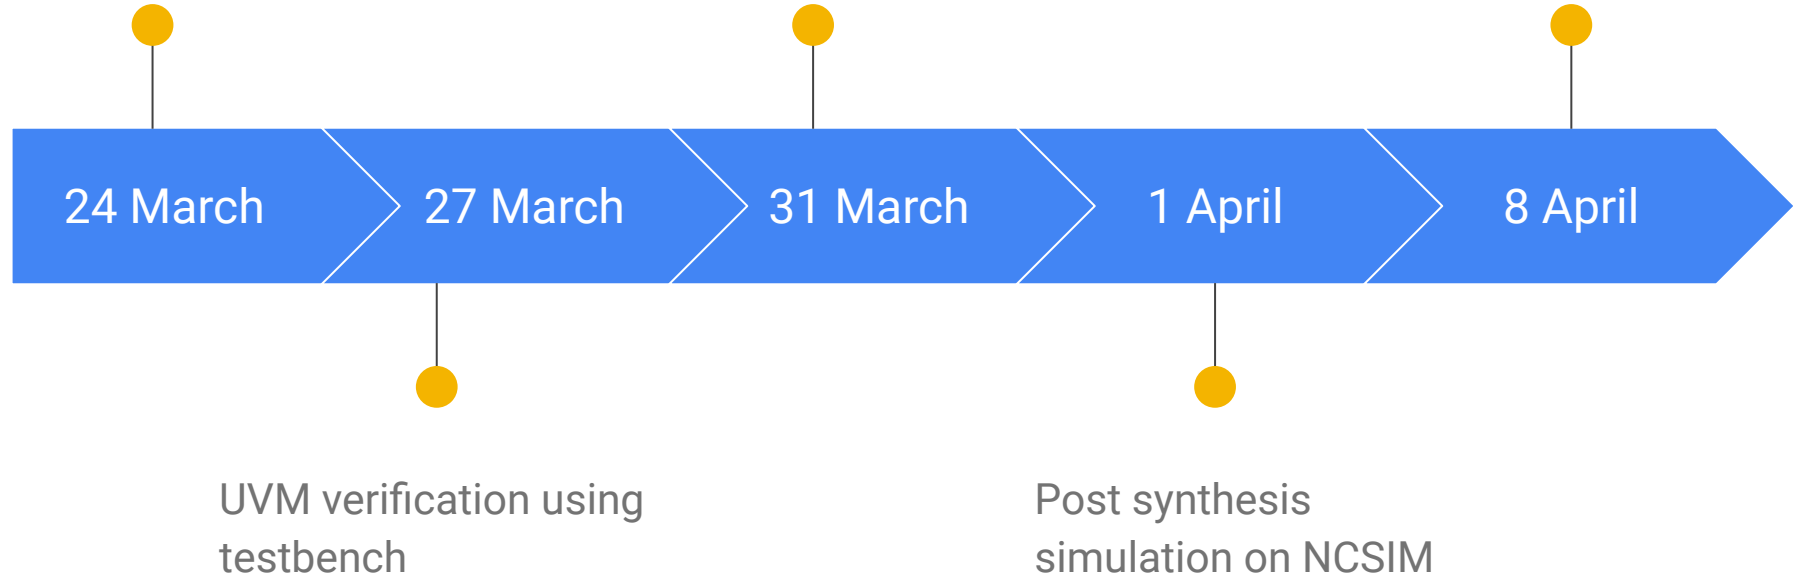 24 March
27 March
31 March
1 April
8 April
UVM verification using
testbench
Post synthesis
simulation on NCSIM